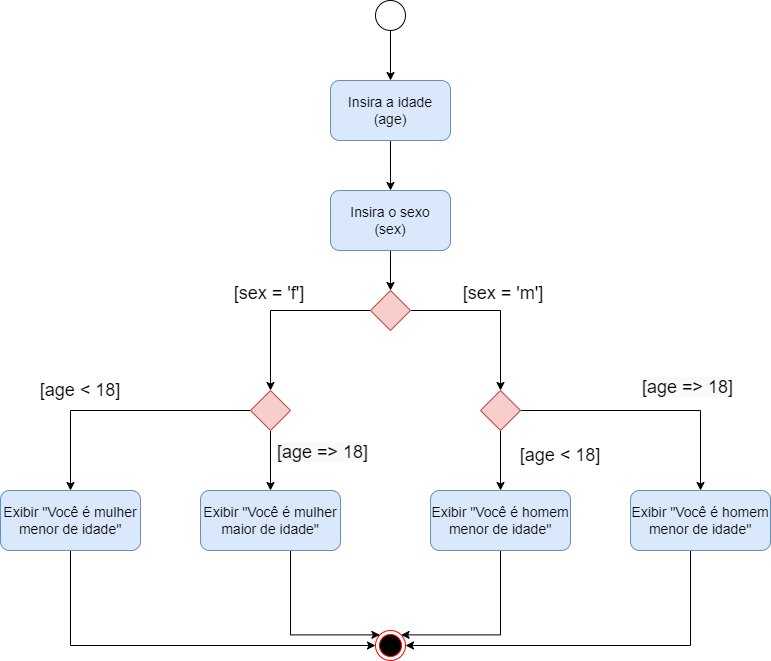 Insira a idade
(age)
Insira o sexo
(sex)
[sex = 'f']
[sex = 'm']
[age < 18]
[age => 18]
[age < 18]
[age => 18]
Exibir "Você é mulher
menor de idade"
Exibir "Você é mulher
maior de idade"
Exibir "Você é homem
menor de idade"
Exibir "Você é homem
menor de idade"